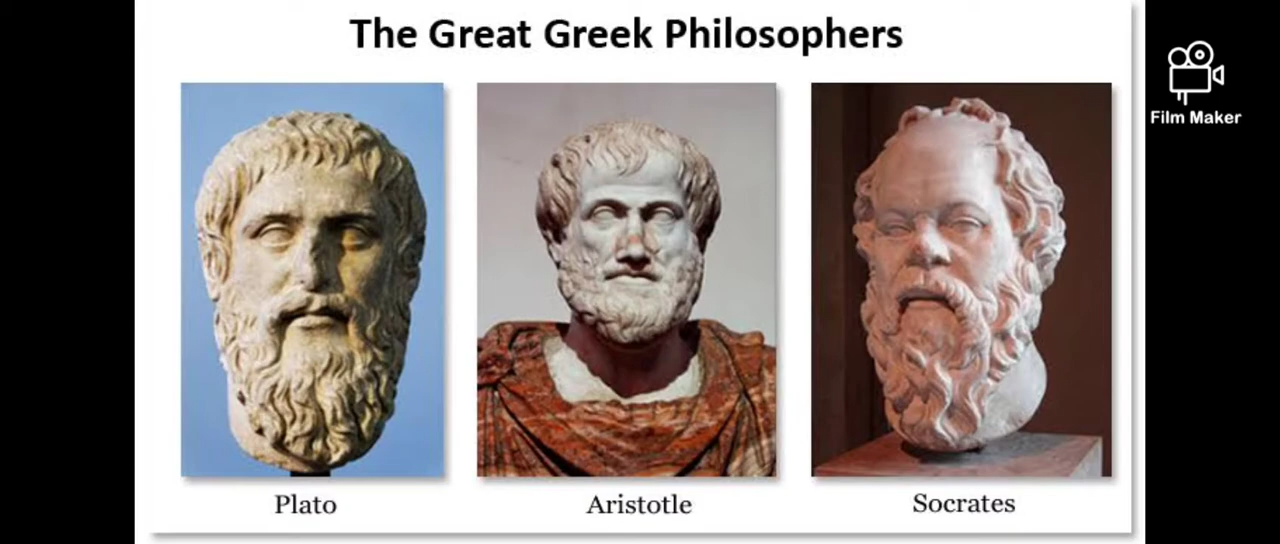 The Great Greek Philosophers
Film Maker
Plato
Aristotle
Socrates